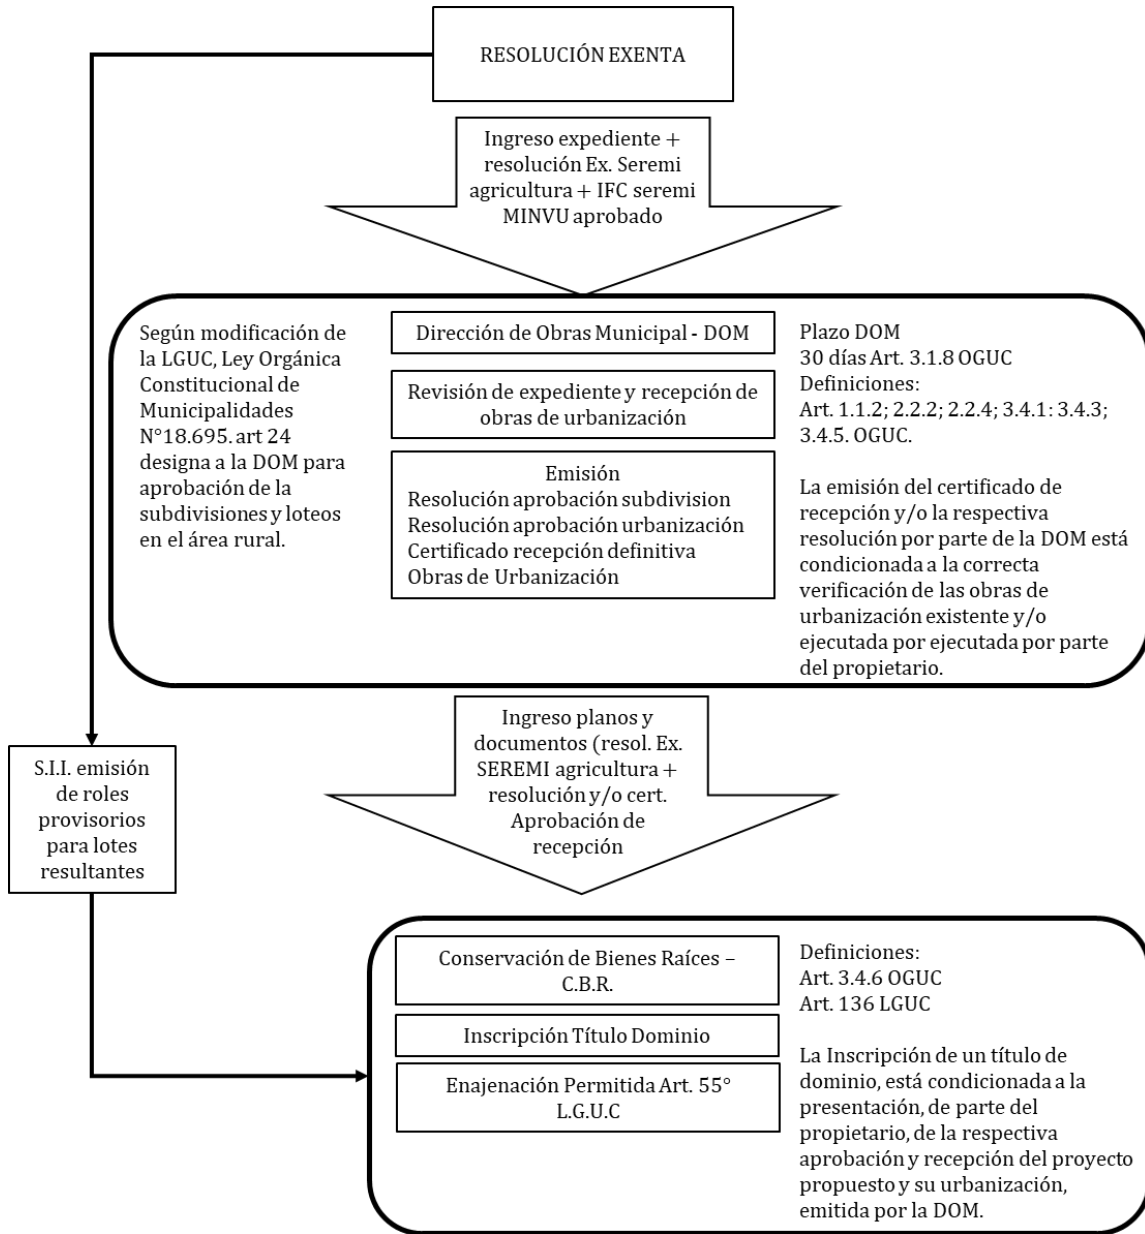 RESOLUCIÓN EXENTA
Ingreso expediente +
resolución Ex. Seremi
agricultura + IFC seremi
MINVU aprobado
Según modificación de
la LGUC, Ley Orgánica
Constitucional de
Municipalidades
N°18.695. art 24
designa a la DOM para
aprobación de la
subdivisiones y loteos
en el área rural.
Dirección de Obras Municipal - DOM
Revisión de expediente y recepción de
obras de urbanización
Emisión
Resolución aprobación subdivision
Resolución aprobación urbanización
Certificado recepción definitiva
Obras de Urbanización
Plazo DOM
30 días Art. 3.1.8 OGUC
Definiciones:
Art. 1.1.2; 2.2.2; 2.2.4; 3.4.1: 3.4.3;
3.4.5. OGUC.
La emisión del certificado de
recepción y/o la respectiva
resolución por parte de la DOM está
condicionada a la correcta
verificación de las obras de
urbanización existente y/o
ejecutada por ejecutada por parte
del propietario.
Ingreso planos y
documentos (resol. Ex.
SEREMI agricultura +
resolución y/o cert.
Aprobación de
recepción
S.I.I. emisión
de roles
provisorios
para lotes
resultantes
Conservación de Bienes Raíces –
C.B.R.
Inscripción Título Dominio
Enajenación Permitida Art. 55°
L.G.U.C
Definiciones:
Art. 3.4.6 OGUC
Art. 136 LGUC
La Inscripción de un título de
dominio, está condicionada a la
presentación, de parte del
propietario, de la respectiva
aprobación y recepción del proyecto
propuesto y su urbanización,
emitida por la DOM.